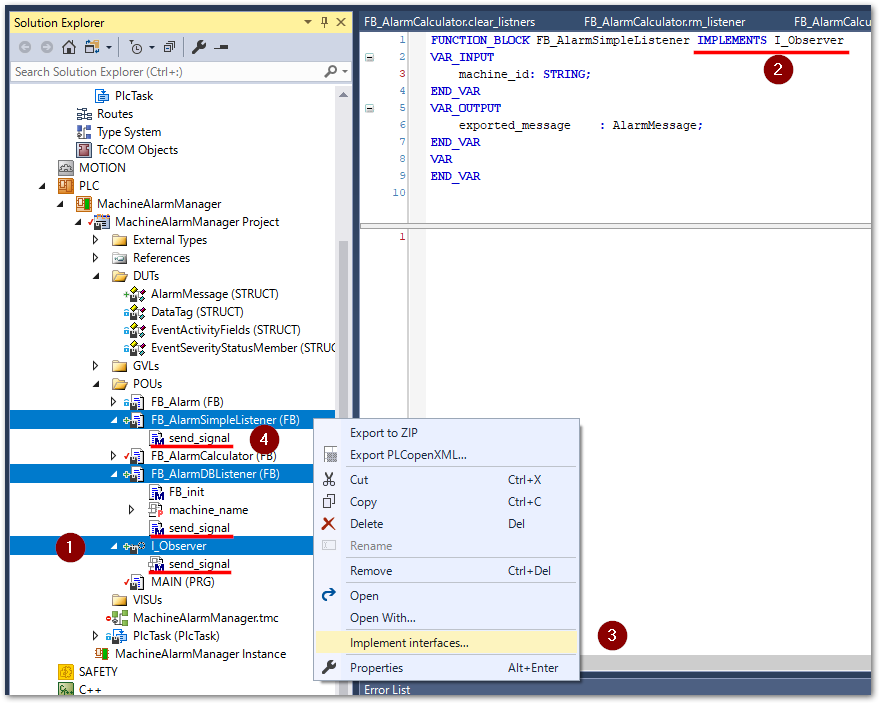 Solution Explorer
Search Solution Explorer (Ctrl+:)
PlcTask
Routes
Type System
TcCOM Objects
MOTION
PLC
MachineAlarmManager
MachineAlarmManager Project
External Types
References
DUTs
AlarmMessage (STRUCT)
DataTag (STRUCT)
EventActivityFields (STRUCT)
EventSeverityStatusMember (STRUC
GVLs
POUs
FB_Alarm (FB)
FB_AlarmSimpleListener (FB)
send_signal
4
FB_AlarmCalculator (FB)
FB_AlarmDBListener (FB)
FB_init
machine_name
send_signal
1
I_Observer
send_signal
MAIN (PRG)
VISUs
MachineAlarmManager.tmc
PlcTask (PlcTask)
MachineAlarmManager Instance
SAFETY
C++
FB_AlarmCalculator.clear_listners FB_AlarmCalculator.rm_listener FB_AlarmCalcu
1 FUNCTION_BLOCK FB_AlarmSimpleListener IMPLEMENTS I_Observer
2 VAR_INPUT
2
3 machine_id: STRING;
4 END_VAR
5 VAR_OUTPUT
6 exported_message : AlarmMessage;
7 END_VAR
8 VAR
9 END_VAR
10
1
Export to ZIP
Export PLCopenXML...
Cut Ctrl+X
Copy Ctrl+C
Delete Del
Rename
Remove Ctrl+Del
Open
Open With...
Implement interfaces...
3
Properties Alt+Enter
Error List